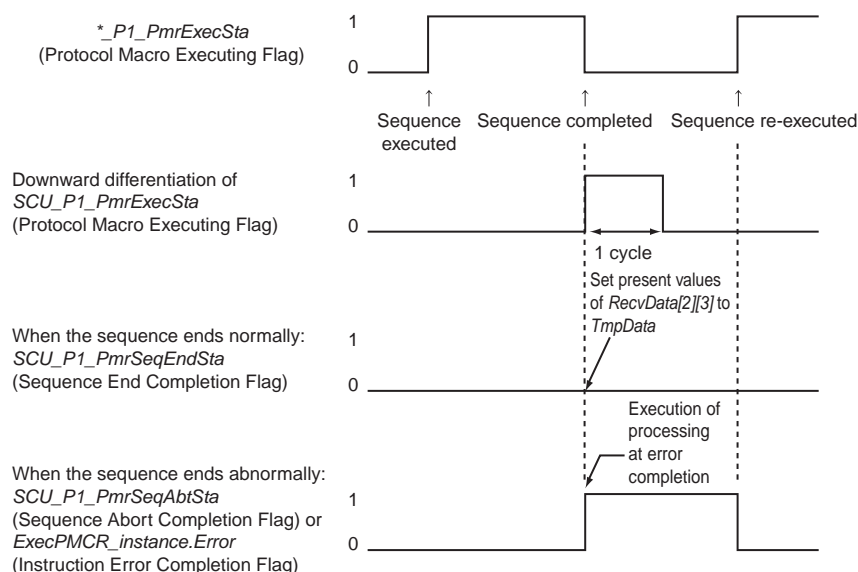 *_P1_PmrExecSta
(Protocol Macro Executing Flag)
1
0
↑ ↑ ↑
Sequence executed
Sequence completed
Sequence re-executed
Downward differentiation of
SCU_P1_PmrExecSta
(Protocol Macro Executing Flag)
1
0
1 cycle
Set present values
of RecvData[2][3] to
TmpData
When the sequence ends normally:
SCU_P1_PmrSeqEndSta
(Sequence End Completion Flag)
1
0
Execution of
processing
at error
completion
When the sequence ends abnormally:
SCU_P1_PmrSeqAbtSta
(Sequence Abort Completion Flag) or
ExecPMCR_instance.Error
(Instruction Error Completion Flag)
1
0